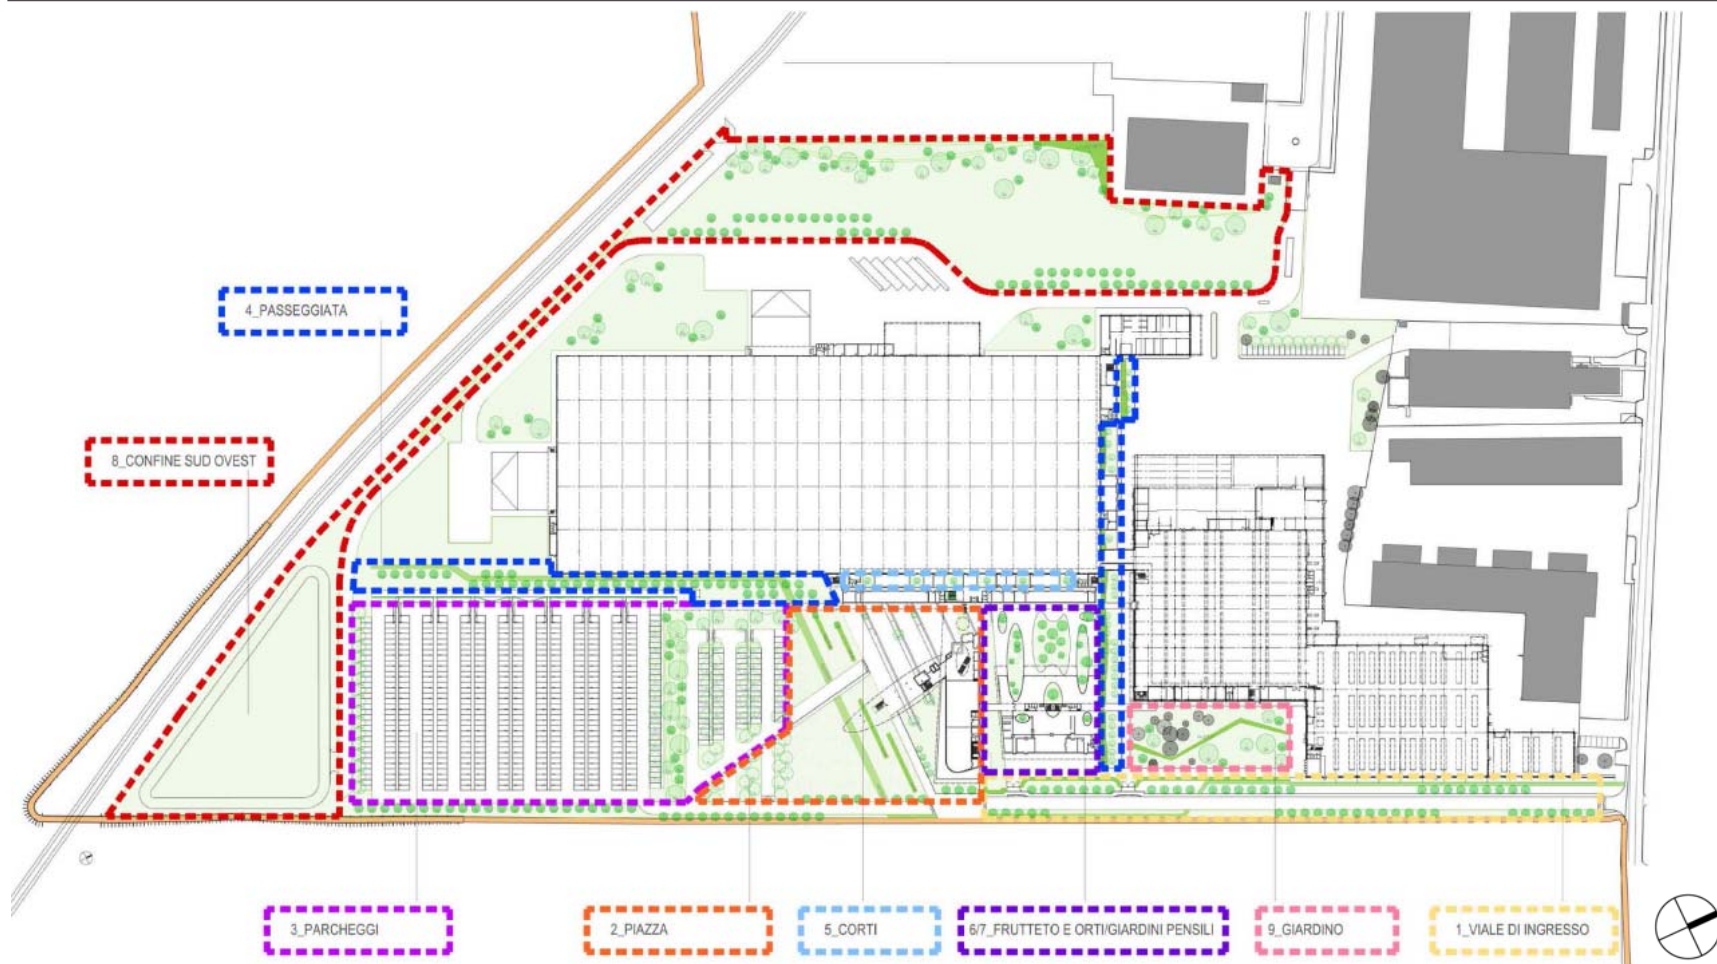 4_PASSEGGIATA
8_CONFINE SUD OVEST
3_PARCHEGGI
2_PIAZZA
5_CORTI
6/7_FRUTTETO E ORTI/GIARDINI PENSILI
9_GIARDINO
1_VIALE DI INGRESSO